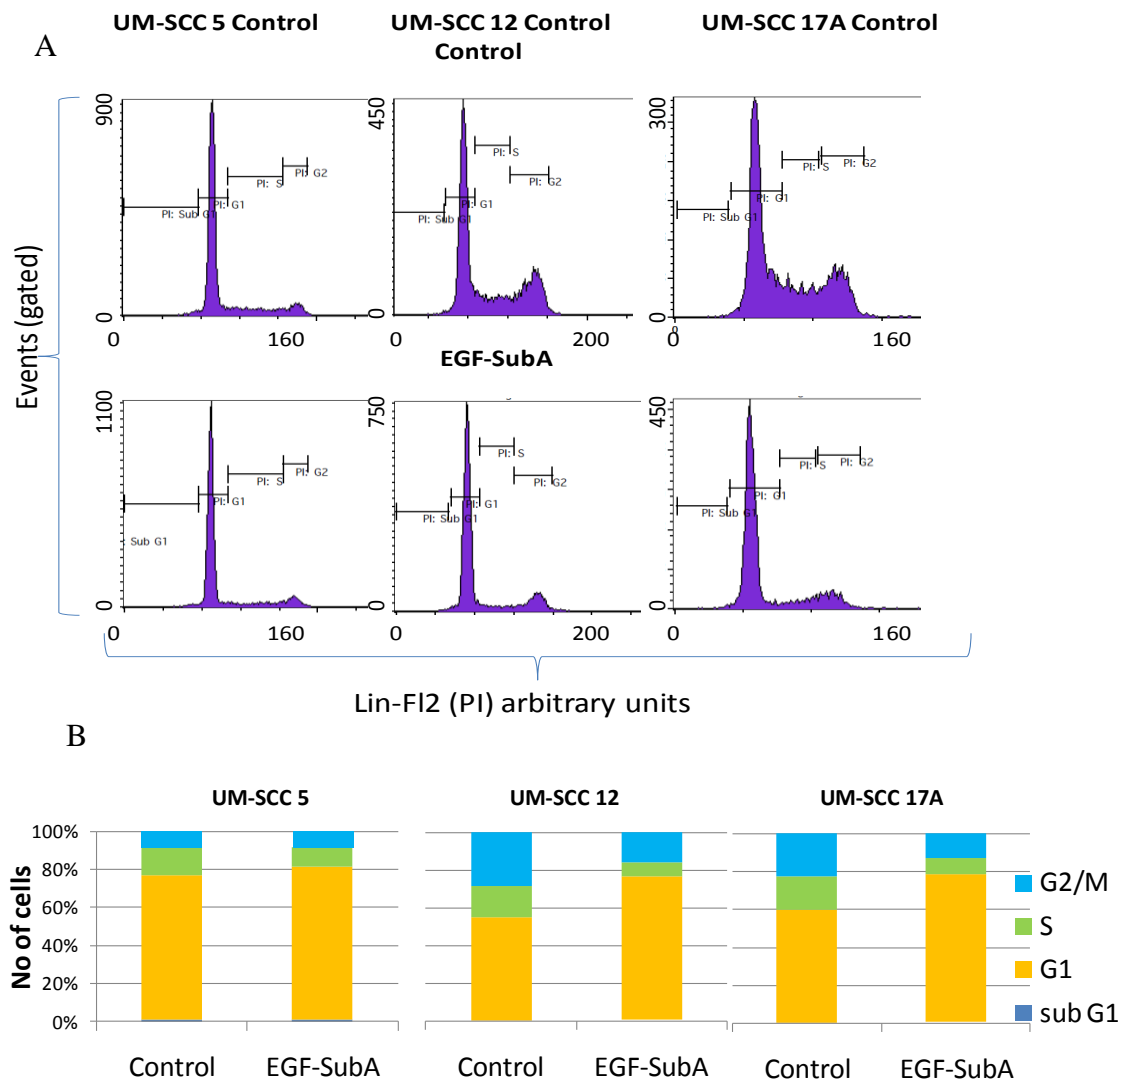 UM-SCC 5 Control
UM-SCC 12 Control
Control
UM-SCC 17A Control
A
Events (gated)
900
0
PI: Sub G1
PI: G1
PI: S
PI: G2
0
160
450
0
PI: Sub G1
PI: G1
PI: S
PI: G2
0
200
300
0
PI: Sub G1
PI: G1
PI: S
PI: G2
0
160
EGF-SubA
1100
0
Sub G1
PI: G1
PI: S
PI: G2
0
160
750
0
PI: Sub G1
PI: G1
PI: S
PI: G2
0
200
450
0
PI: Sub G1
PI: G1
PI: S
PI: G2
0
160
Lin-Fl2 (PI) arbitrary units
B
UM-SCC 5
UM-SCC 12
UM-SCC 17A
No of cells
100%
80%
60%
40%
20%
0%
Control
EGF-SubA
Control
EGF-SubA
Control
EGF-SubA
G2/M
S
G1
sub G1